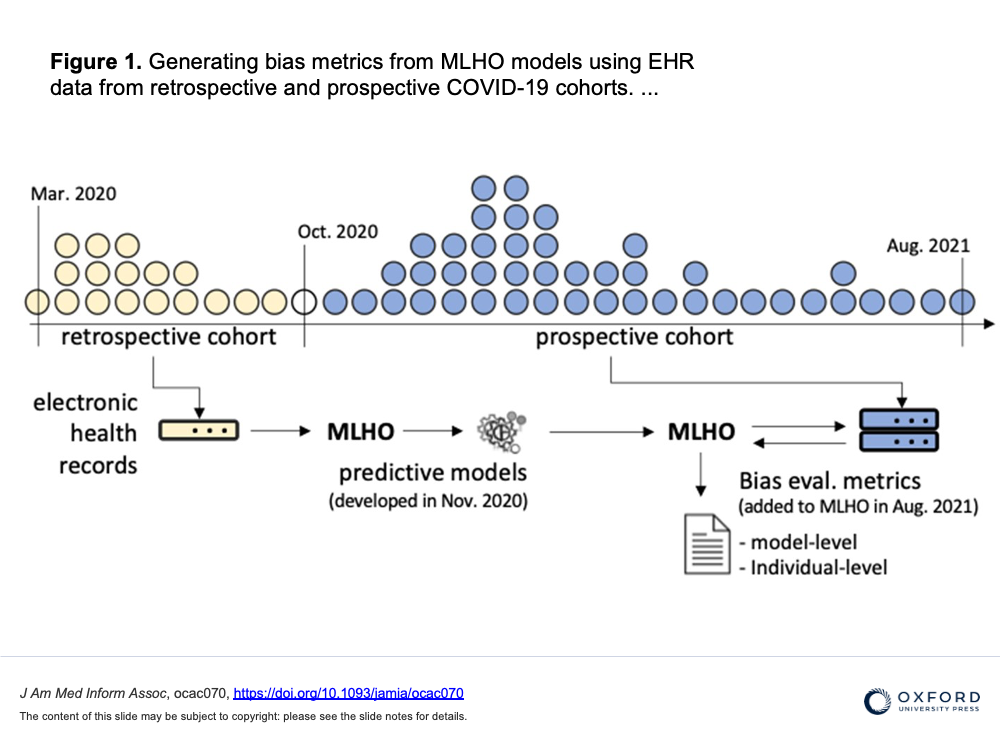 Figure 1. Generating bias metrics from MLHO models using EHR
data from retrospective and prospective COVID-19 cohorts. ...
Mar. 2020
Oct. 2020
Aug. 2021
retrospective cohort
prospective cohort
electronic
health
records
MLHO
predictive models
(developed in Nov. 2020)
MLHO
Bias eval. metrics
(added to MLHO in Aug. 2021)
- model-level
- Individual-level
J Am Med Inform Assoc, ocac070, https://doi.org/10.1093/jamia/ocac070
The content of this slide may be subject to copyright: please see the slide notes for details.
OXFORD
UNIVERSITY PRESS